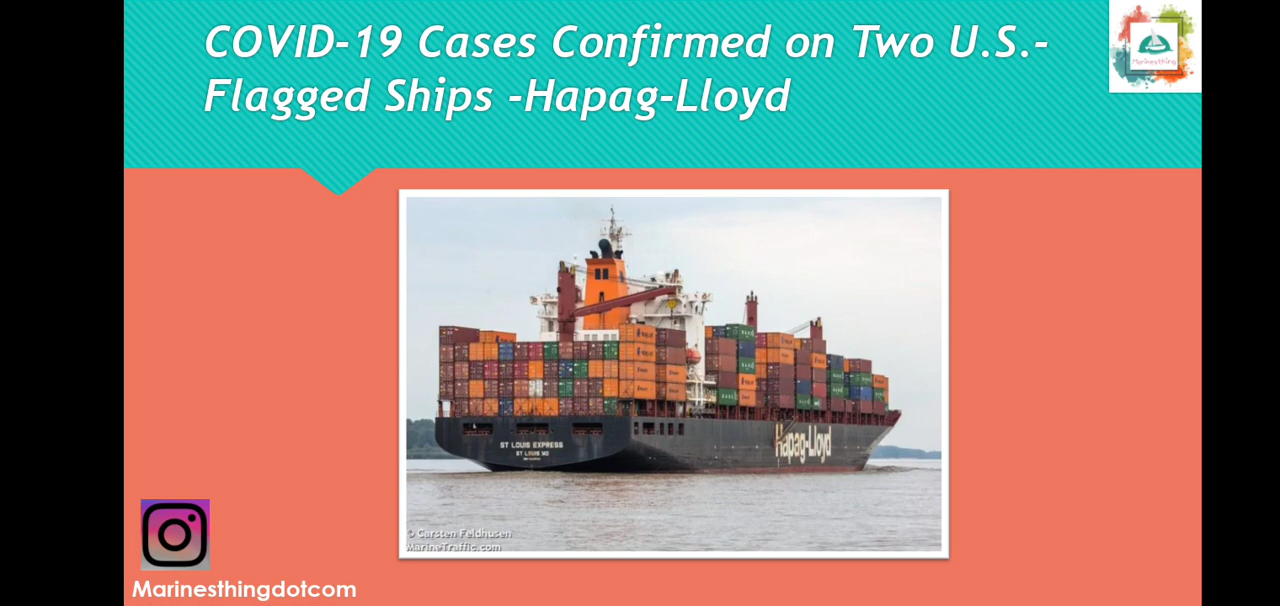 COVID-19 Cases Confirmed on Two U.S.-
Flagged Ships -Hapag-Lloyd
Marinesthing
ST LOUIS EXPRESS
ST LOUIS MO
Hapag-Lloyd
© Carsten Feldhusen
MarineTraffic.com
Marinesthingdotcom